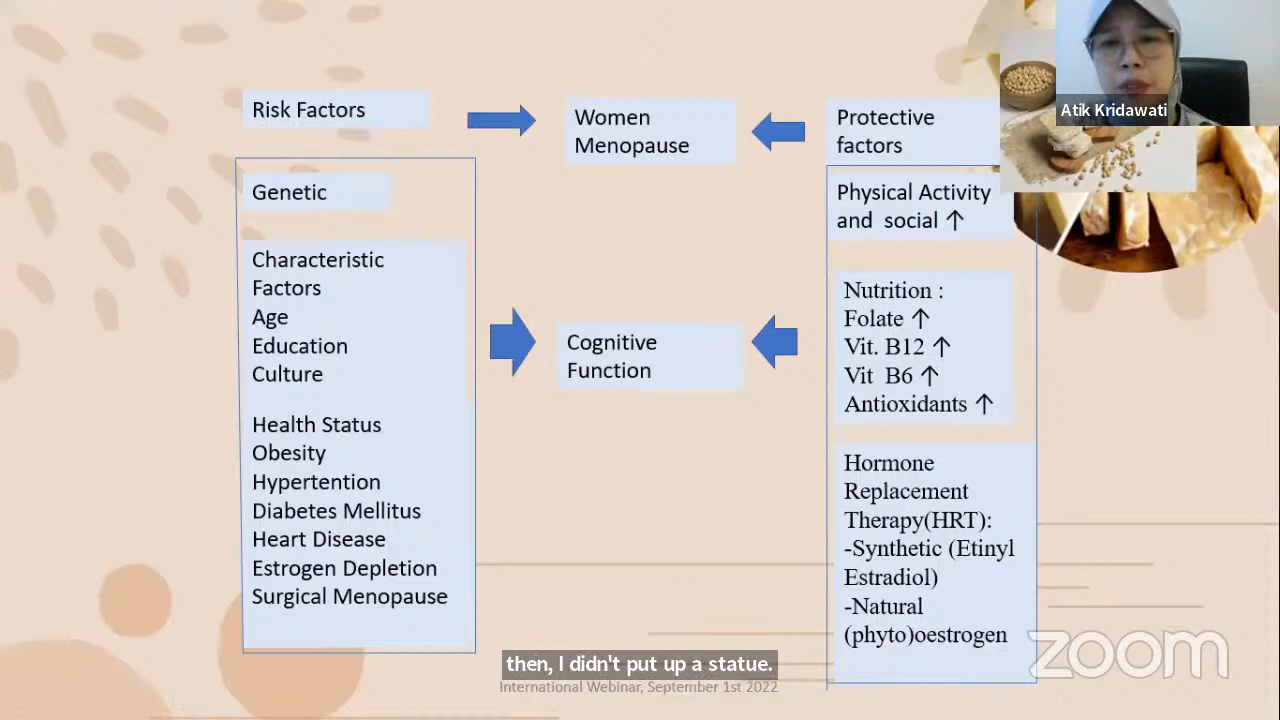 Risk Factors
Genetic
Characteristic
Factors
Age
Education
Culture
Health Status
Obesity
Hypertention
Diabetes Mellitus
Heart Disease
Estrogen Depletion
Surgical Menopause
Women
Menopause
Cognitive
Function
Protective
factors
Physical Activity
and social ↑
Nutrition :
Folate ↑
Vit. B12 ↑
Vit B6 ↑
Antioxidants ↑
Hormone
Replacement
Therapy(HRT):
-Synthetic (Etinyl
Estradiol)
-Natural
(phyto)oestrogen
Atik Kridawati
then, I didn't put up a statue.
International Webinar, September 1st 2022
zoom